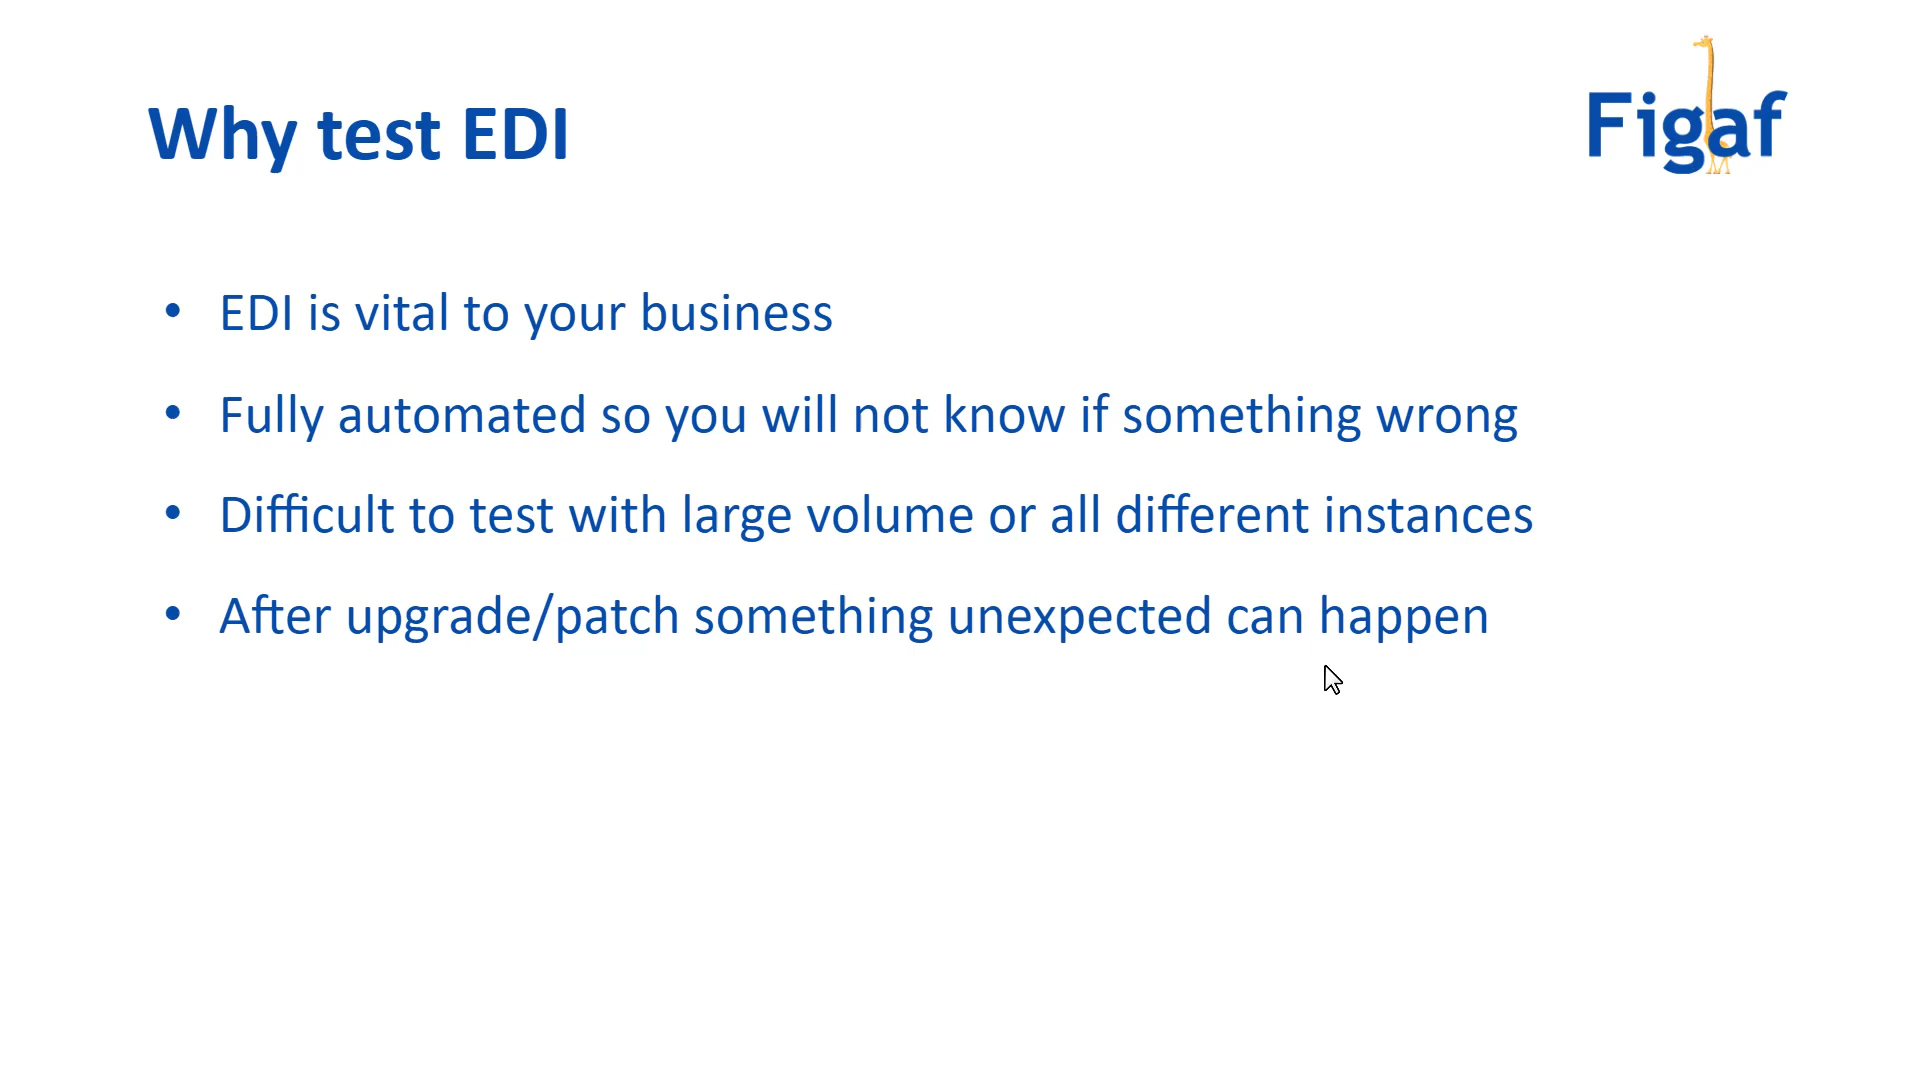 Why test EDI
Figaf
• EDI is vital to your business
• Fully automated so you will not know if something wrong
• Difficult to test with large volume or all different instances
• After upgrade/patch something unexpected can happen